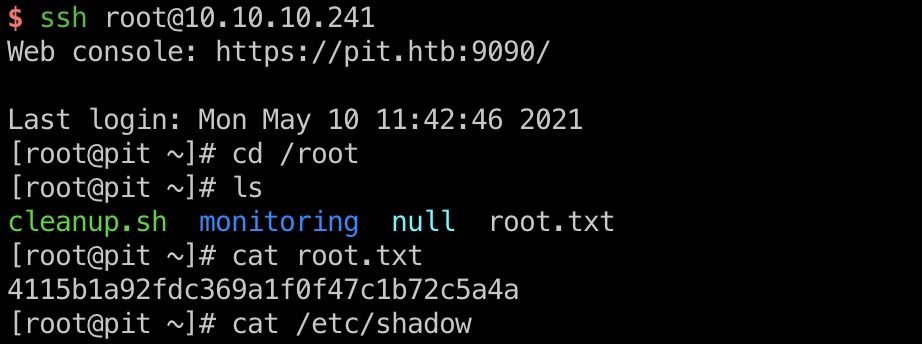 $ ssh root@10.10.10.241
Web console: https://pit.htb:9090/
Last login: Mon May 10 11:42:46 2021
[root@pit ~]# cd /root
[root@pit ~]# ls
cleanup.sh  monitoring  null  root.txt
[root@pit ~]# cat root.txt
4115b1a92fdc369a1f0f47c1b72c5a4a
[root@pit ~]# cat /etc/shadow